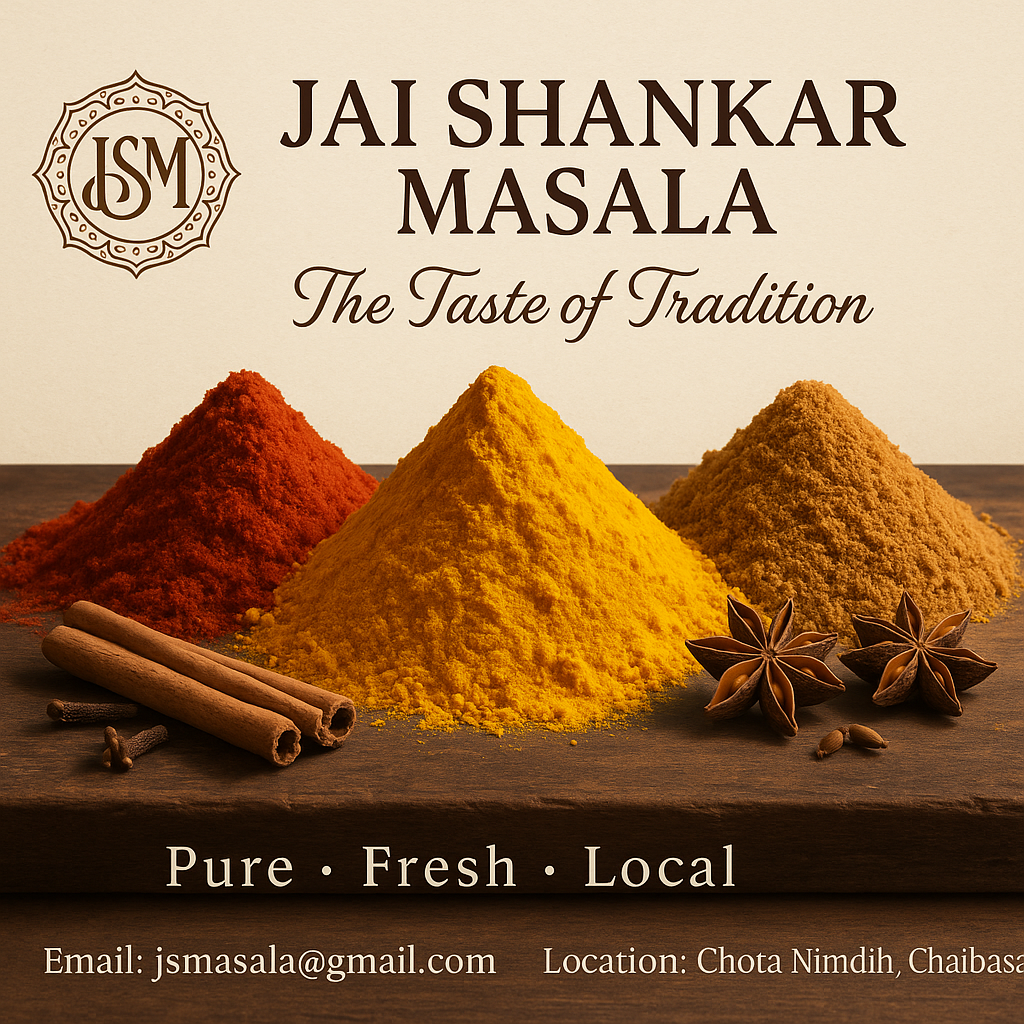 JSM
JAI SHANKAR
MASALA
The Taste of Tradition
Pure · Fresh · Local
Email: jsmasala@gmail.com Location: Chota Nimdih, Chaibasa